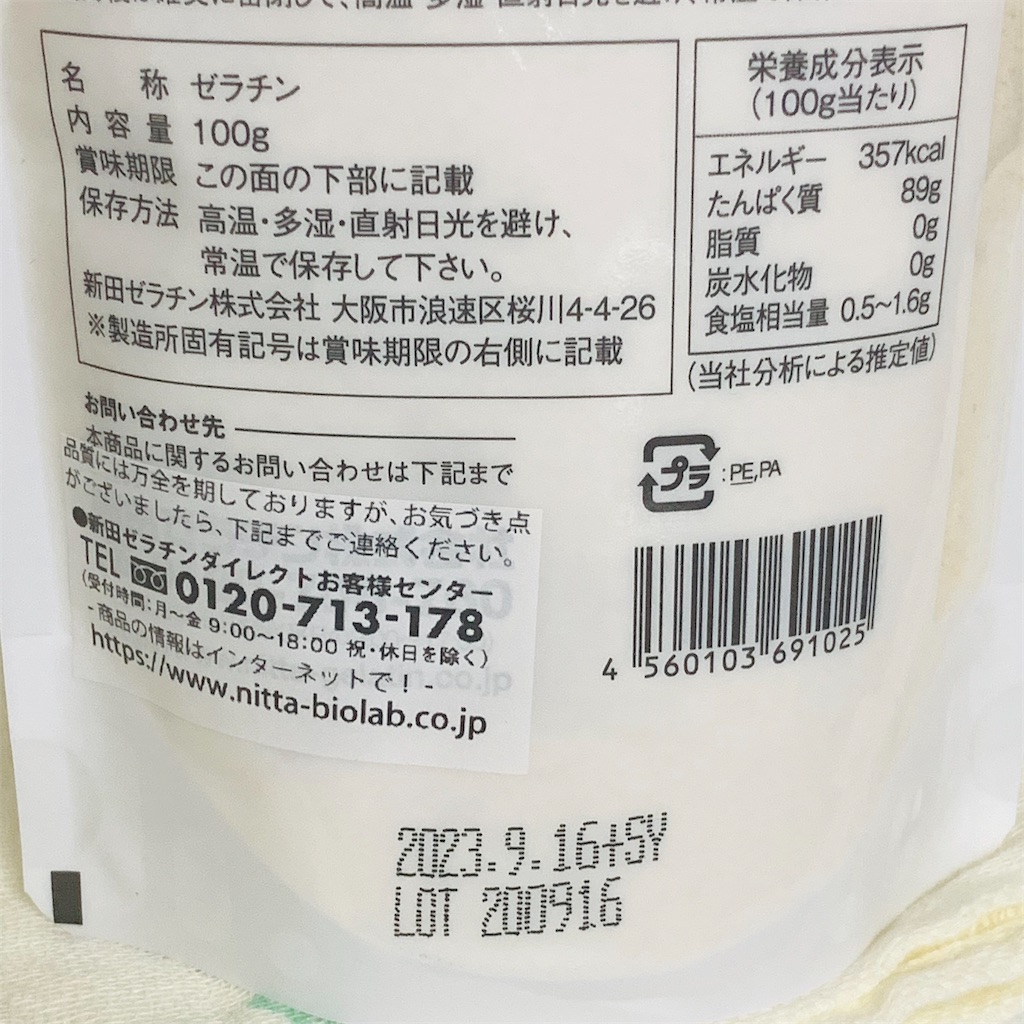 名称 ゼラチン
内容量 100g
賞味期限 この面の下部に記載
保存方法 高温・多湿・直射日光を避け、
常温で保存して下さい。
新田ゼラチン株式会社 大阪市浪速区桜川4-4-26
※製造所固有記号は賞味期限の右側に記載
栄養成分表示
(100g当たり)
エネルギー 357kcal
たんぱく質 89g
脂質 0g
炭水化物 0g
食塩相当量 0.5~1.6g
(当社分析による推定値)
お問い合わせ先
本商品に関するお問い合わせは下記まで
品質には万全を期しておりますが、お気づき点
がございましたら、下記までご連絡ください。
●新田ゼラチンダイレクトお客様センター
TEL 0120-713-178
(受付時間:月~金 9:00~18:00 祝・休日を除く)
- 商品の情報はインターネットで! -
https://www.nitta-biolab.co.jp
プラ :PE,PA
4 560103 691025
2023.9.16+SY
LOT 200916